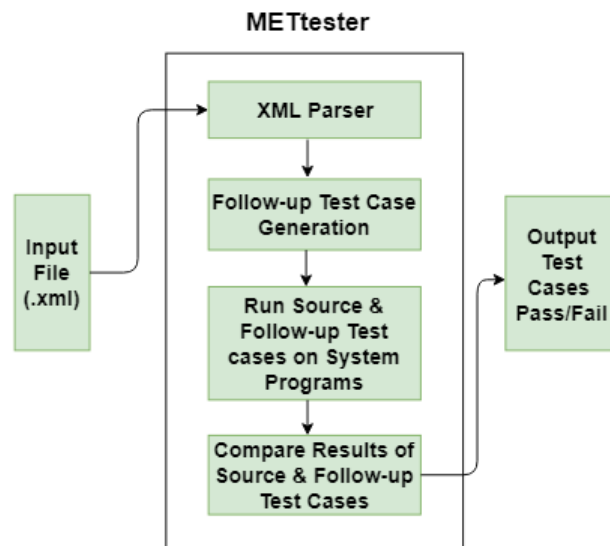 METtester
XML Parser
Follow-up Test Case
Generation
Input
File
(.xml)
Run Source &
Follow-up Test
cases on System
Programs
Compare Results of
Source & Follow-up
Test Cases
Output
Test
Cases
Pass/Fail